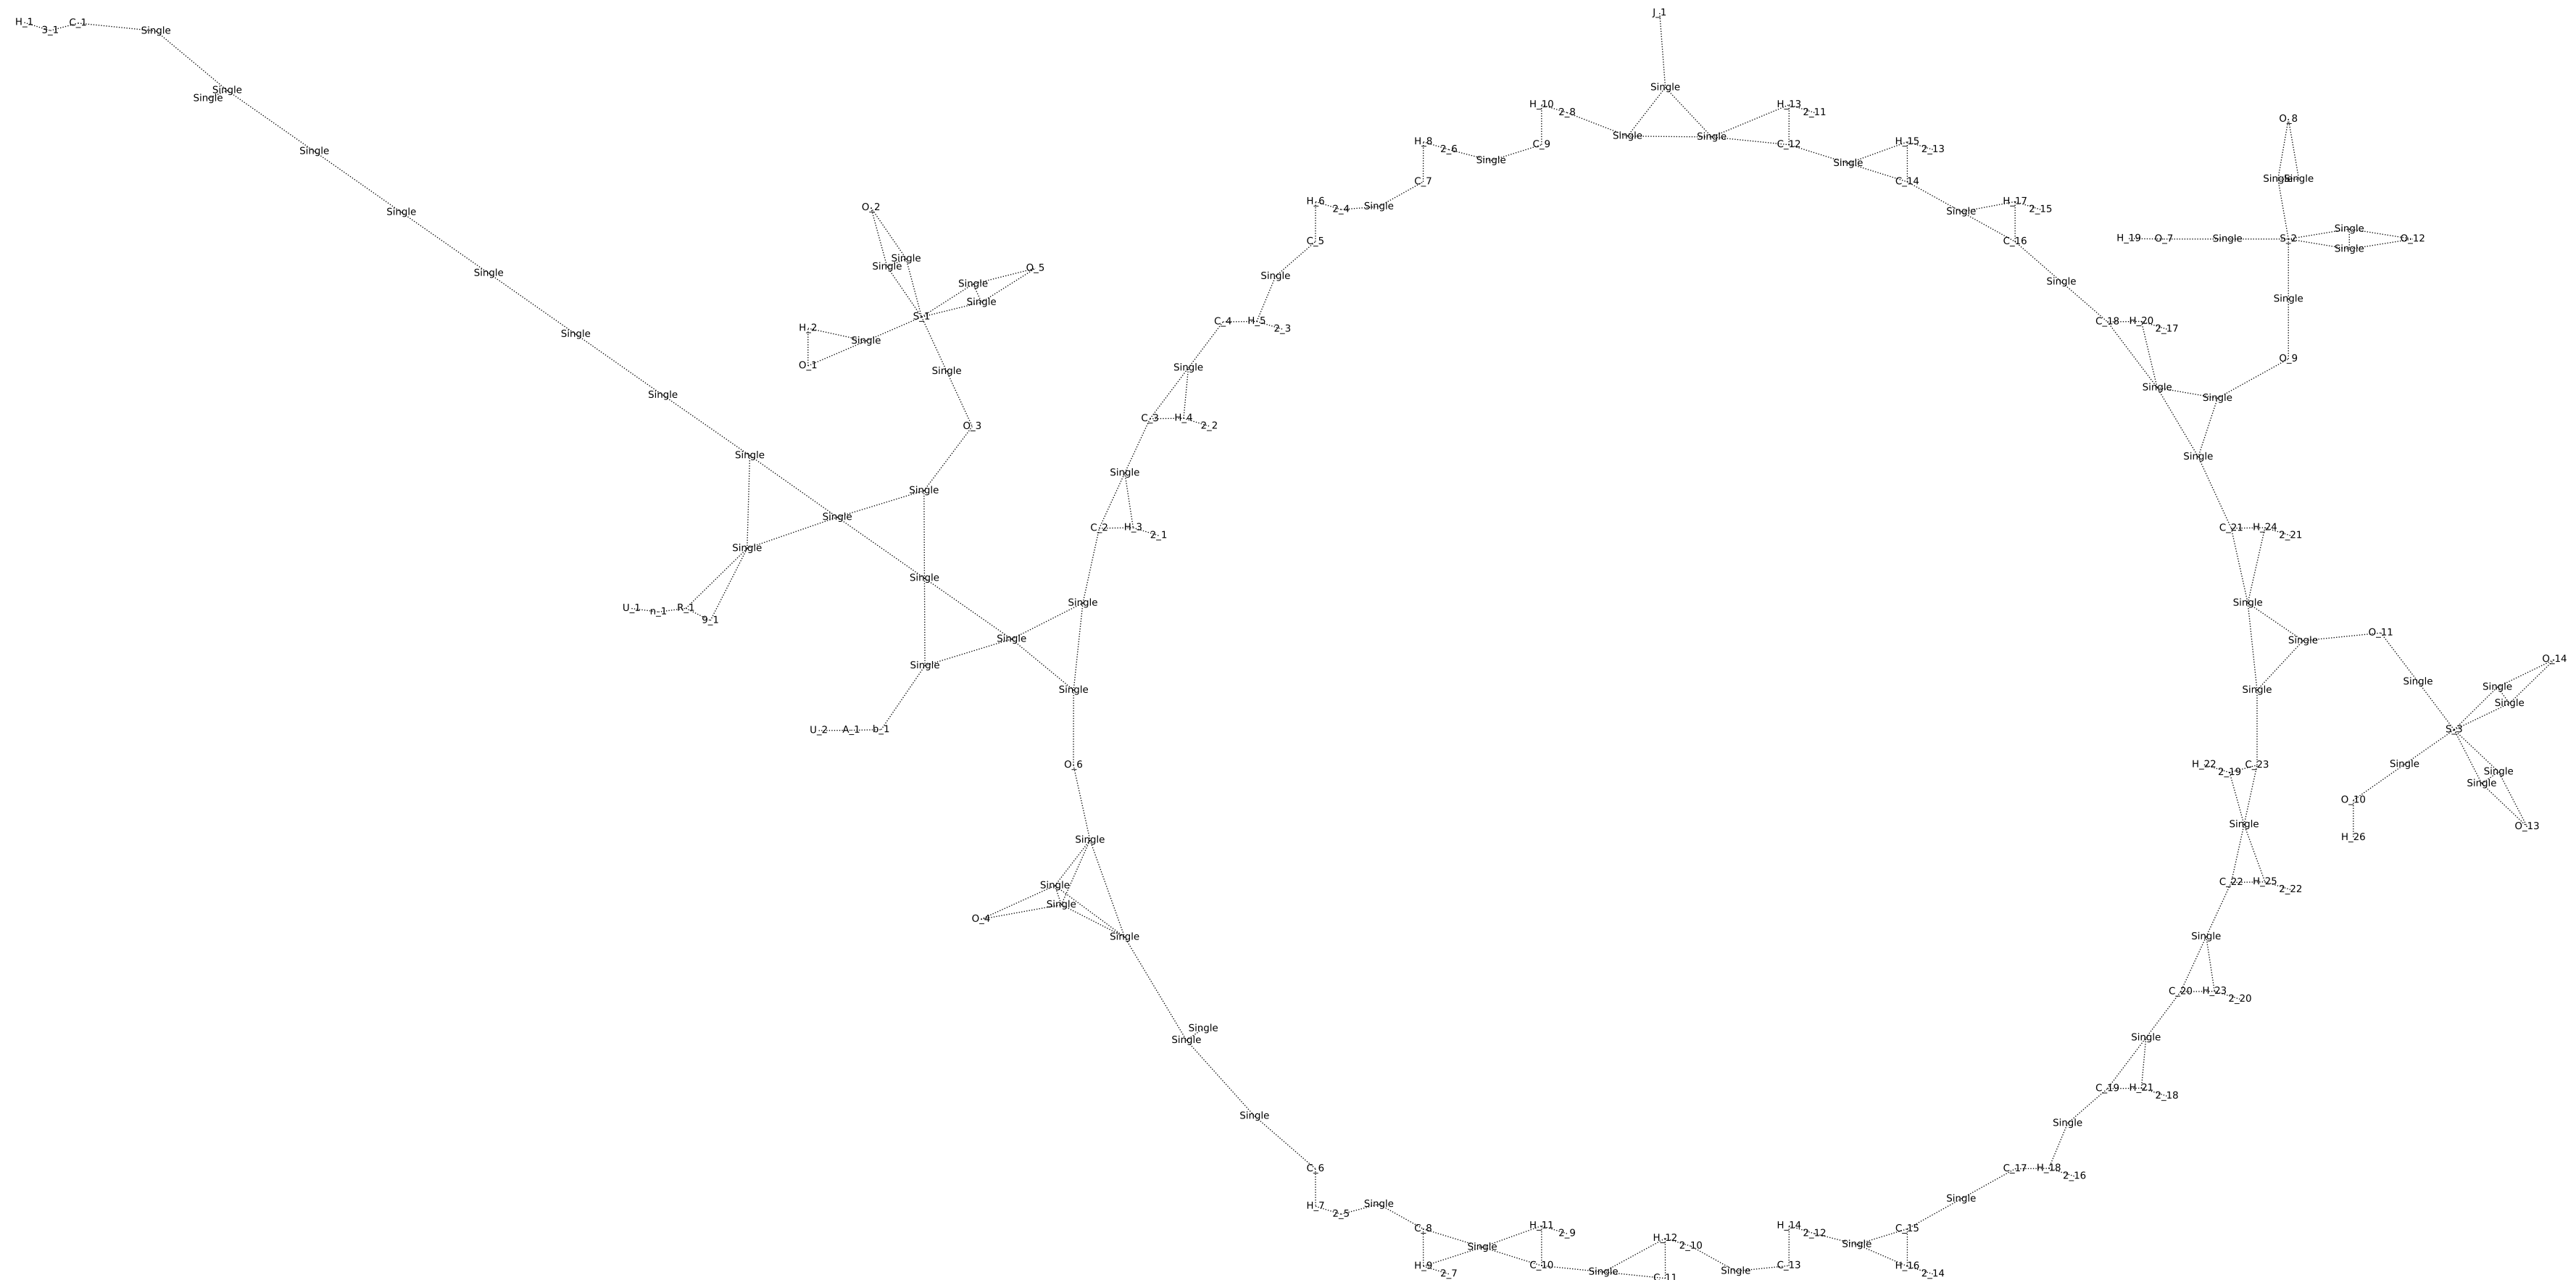 J_1
H_1 3_1 C_1 Single
Single
Single
Single
H_10 2_8 Single Single H_13 2_11
C_9 C_12
O_8
H_8 2_6 Single Single H_15 2_13
Single
C_7 C_14
Single Single
H_6 2_4 Single Single H_17 2_15
O_2 Single
C_5 C_16
H_19 O_7 Single S_2 Single Single O_12
Single Single Single O_5
Single Single Single
Single Single
Single
S_1 C_4 H_5 2_3 C_18 H_20 2_17
H_2 Single Single
O_1 Single Single O_9
Single Single Single
C_3 H_4 2_2
O_3
Single Single Single
Single Single
Single C_2 H_3 2_1 C_21 H_24 2_21
Single
Single
U_1 n_1 R_1 9_1 Single Single
Single Single O_11
Single O_14
Single Single Single Single
Single
U_2 A_1 b_1 S_3
O_6 H_22 2_19 C_23 Single
Single Single
O_10
Single Single O_13
H_26
Single C_22 H_25 2_22
Single
O_4
Single Single
C_20 H_23 2_20
Single
Single Single
C_19 H_21 2_18
Single Single
C_6 C_17 H_18 2_16
H_7 2_5 Single Single
C_8 H_11 2_9 H_14 2_12 C_15
Single H_12 2_10 Single
H_9 2_7 C_10 Single C_11 Single C_13 H_16 2_14